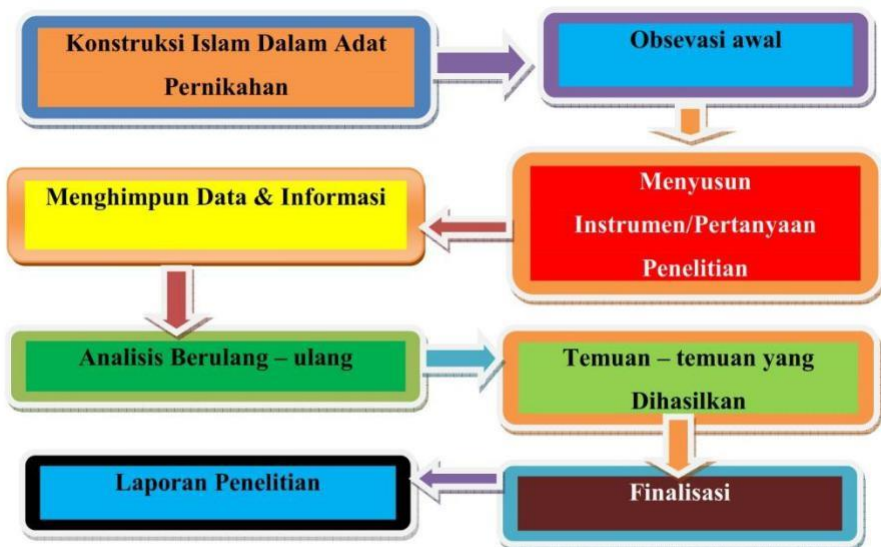 Konstruksi Islam Dalam Adat
Pernikahan
Obsevasi awal
Menyusun
Instrumen/Pertanyaan
Penelitian
Menghimpun Data & Informasi
Analisis Berulang – ulang
Temuan – temuan yang
Dihasilkan
Finalisasi
Laporan Penelitian